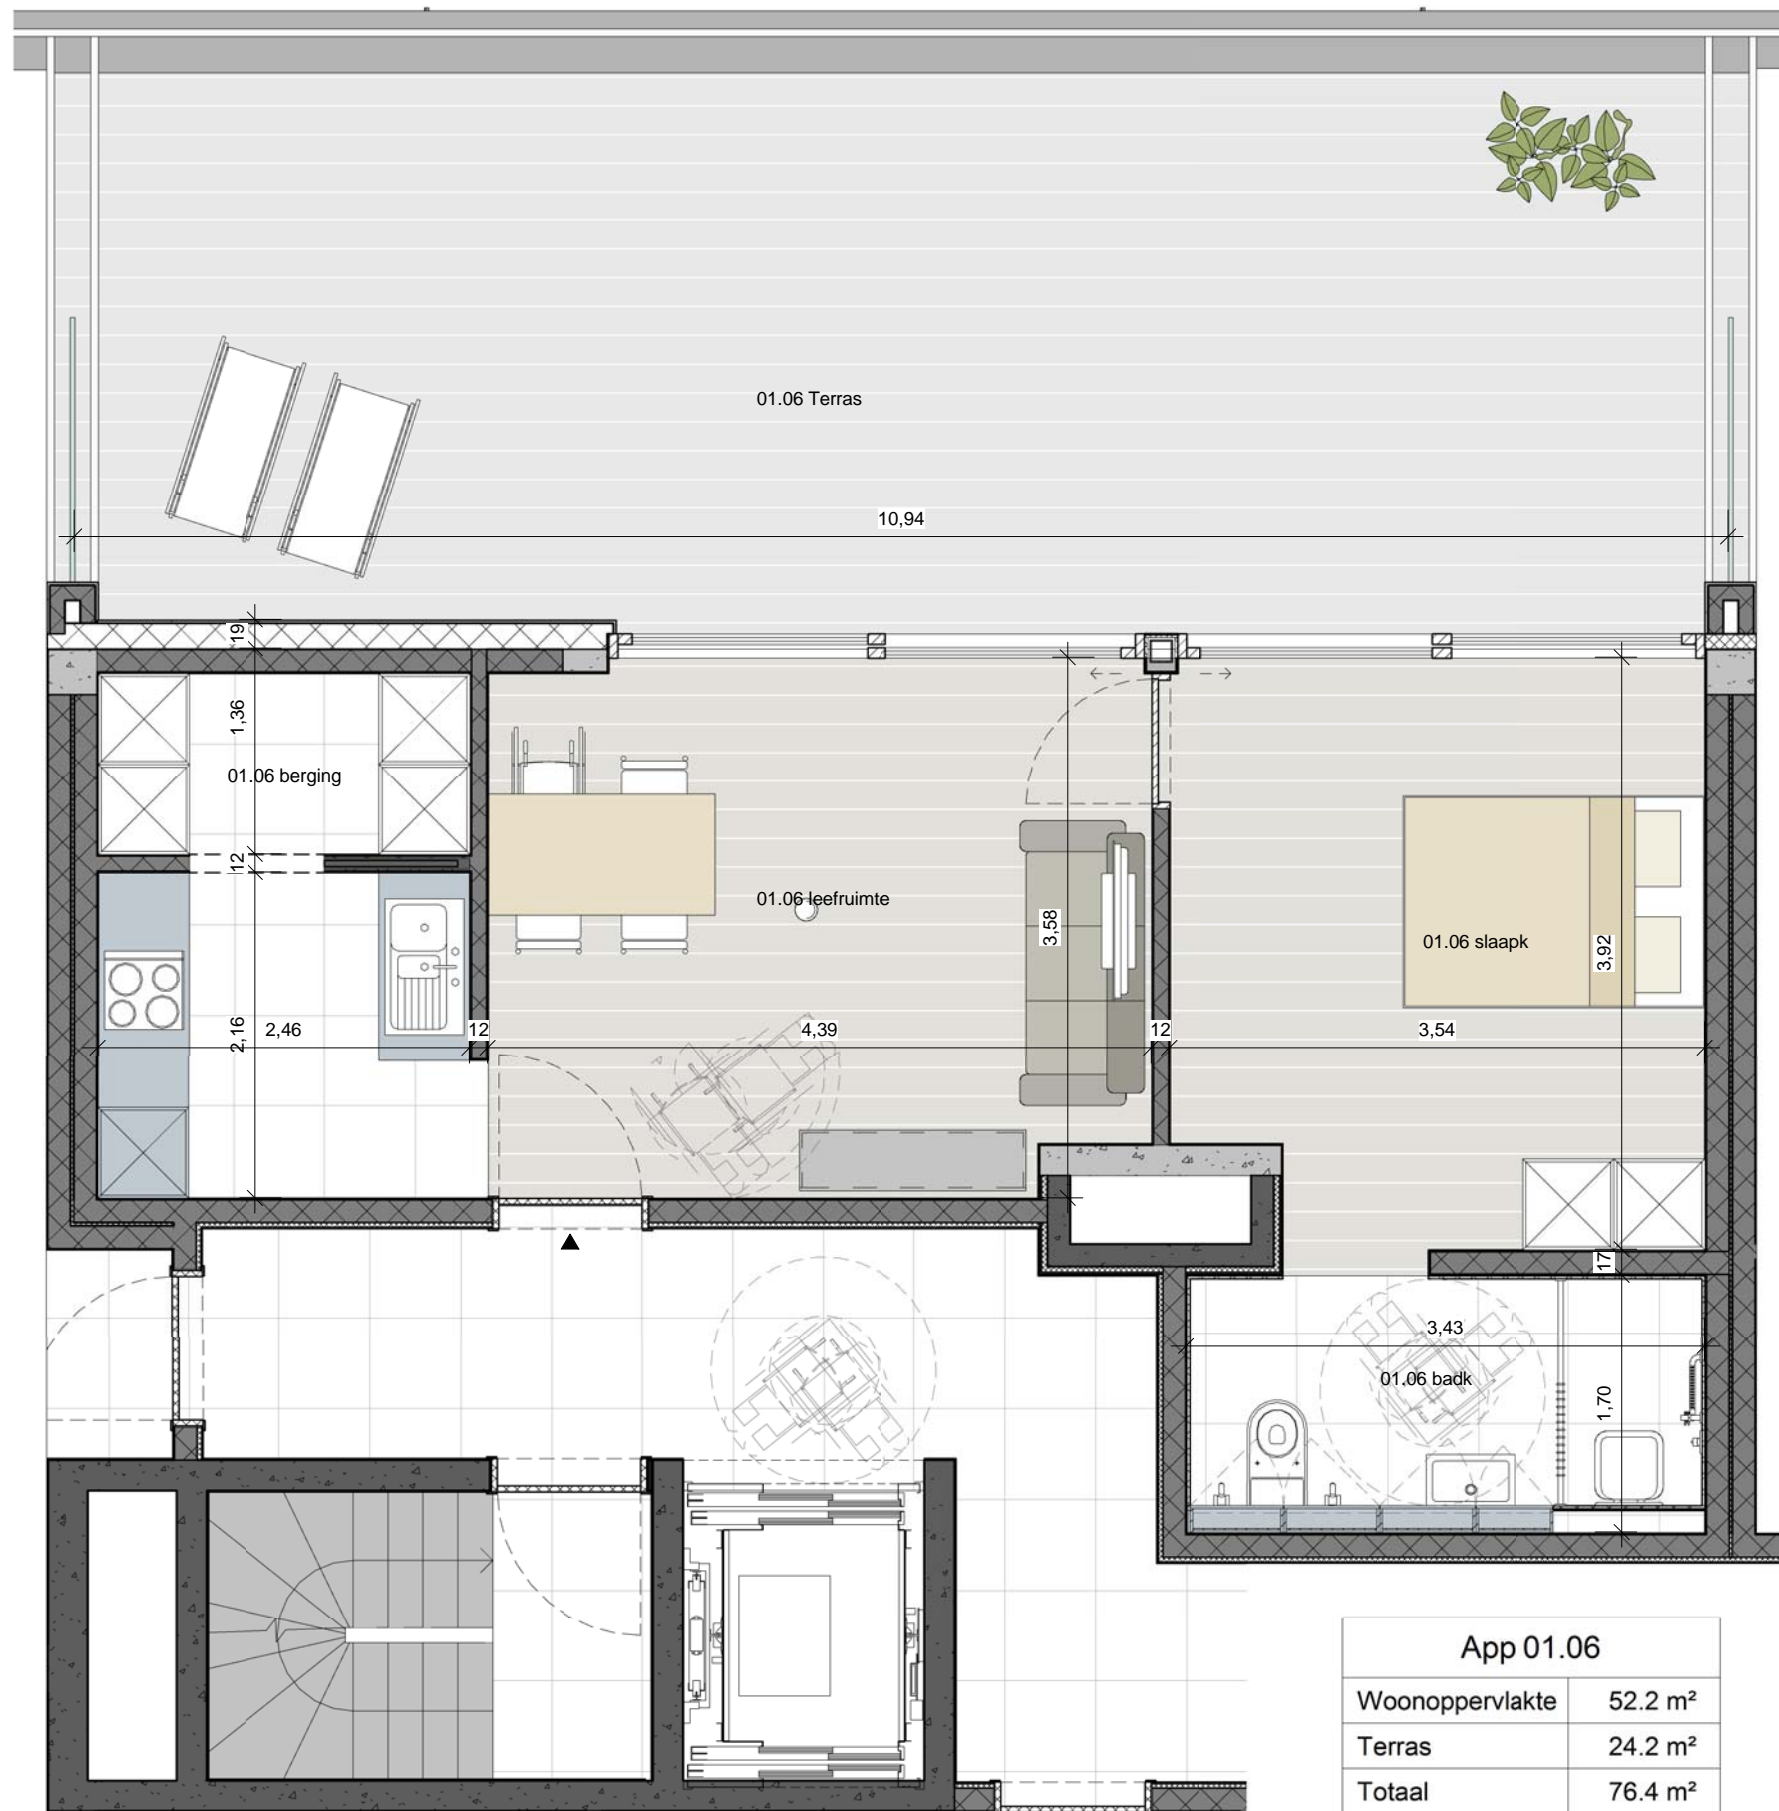 01.06 Terras
10,94
19
1,36
01.06 berging
12
01.06 leefruimte
3,58
01.06 slaapk
3,92
2,16
2,46
12
4,39
12
3,54
17
3,43
01.06 badk
1,70
App 01.06
Woonoppervlakte 52.2 m²
Terras 24.2 m²
Totaal 76.4 m²